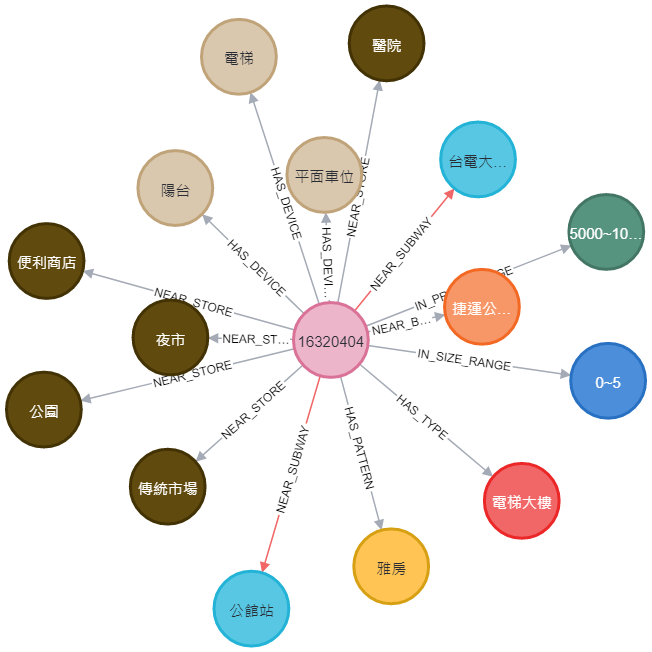 電梯
醫院
台電大...
陽台
平面車位
HAS_DEVICE
NEAR_STORE
5000~10...
NEAR_SUBWAY
HAS_DEVICE
HAS_DEVI...
便利商店
NEAR_STORE
IN_PR
GE
捷運公...
夜市
NEAR_ST...
16320404
NEAR_B...
IN_SIZE_RANGE
0~5
NEAR_STORE
公園
NEAR_STORE
HAS_TYPE
HAS_PATTERN
NEAR_SUBWAY
傳統市場
電梯大樓
雅房
公館站